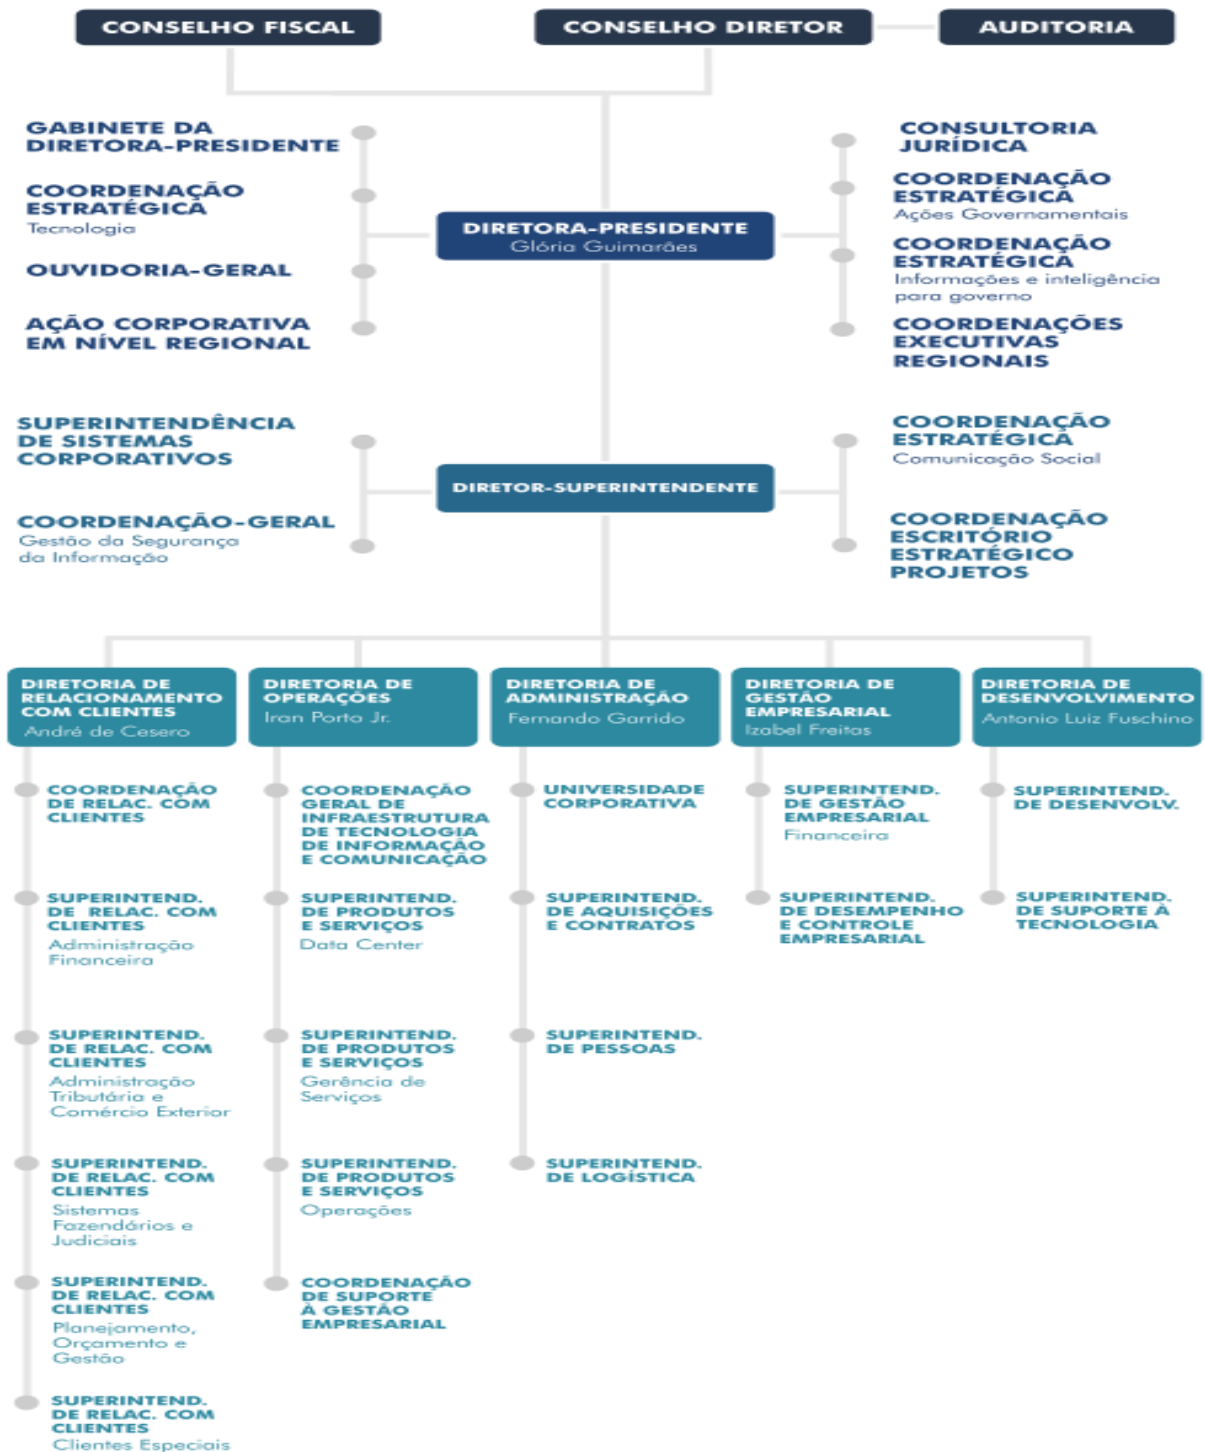 CONSELHO FISCAL
CONSELHO DIRETOR
AUDITORIA
GABINETE DA
DIRETORA-PRESIDENTE
COORDENAÇÃO
ESTRATÉGICA
Tecnologia
OUVIDORIA-GERAL
AÇÃO CORPORATIVA
EM NÍVEL REGIONAL
DIRETORA-PRESIDENTE
Glória Guimarães
CONSULTORIA
JURÍDICA
COORDENAÇÃO
ESTRATÉGICA
Ações Governamentais
COORDENAÇÃO
ESTRATÉGICA
Informações e inteligência
para governo
COORDENAÇÕES
EXECUTIVAS
REGIONAIS
SUPERINTENDÊNCIA
DE SISTEMAS
CORPORATIVOS
COORDENAÇÃO-GERAL
Gestão da Segurança
da Informação
DIRETOR-SUPERINTENDENTE
COORDENAÇÃO
ESTRATÉGICA
Comunicação Social
COORDENAÇÃO
ESCRITÓRIO
ESTRATÉGICO
PROJETOS
DIRETORIA DE
RELACIONAMENTO
COM CLIENTES
André de Cesero
COORDENAÇÃO
DE RELAC. COM
CLIENTES
SUPERINTEND.
DE RELAC. COM
CLIENTES
Administração
Financeira
SUPERINTEND.
DE RELAC. COM
CLIENTES
Administração
Tributária e
Comércio Exterior
SUPERINTEND.
DE RELAC. COM
CLIENTES
Sistemas
Fazendários e
Judiciais
SUPERINTEND.
DE RELAC. COM
CLIENTES
Planejamento,
Orçamento e
Gestão
SUPERINTEND.
DE RELAC. COM
CLIENTES
Clientes Especiais
DIRETORIA DE
OPERAÇÕES
Iran Porto Jr.
COORDENAÇÃO
GERAL DE
INFRAESTRUTURA
DE TECNOLOGIA
DE INFORMAÇÃO
E COMUNICAÇÃO
SUPERINTEND.
DE PRODUTOS
E SERVIÇOS
Data Center
SUPERINTEND.
DE PRODUTOS
E SERVIÇOS
Gerência de
Serviços
SUPERINTEND.
DE PRODUTOS
E SERVIÇOS
Operações
COORDENAÇÃO
DE SUPORTE
À GESTÃO
EMPRESARIAL
DIRETORIA DE
ADMINISTRAÇÃO
Fernando Garrido
UNIVERSIDADE
CORPORATIVA
SUPERINTEND.
DE AQUISIÇÕES
E CONTRATOS
SUPERINTEND.
DE PESSOAS
SUPERINTEND.
DE LOGÍSTICA
DIRETORIA DE
GESTÃO
EMPRESARIAL
Izabel Freitas
SUPERINTEND.
DE GESTÃO
EMPRESARIAL
Financeira
SUPERINTEND.
DE DESEMPENHO
E CONTROLE
EMPRESARIAL
DIRETORIA DE
DESENVOLVIMENTO
Antonio Luiz Fuschino
SUPERINTEND.
DE DESENVOLV.
SUPERINTEND.
DE SUPORTE À
TECNOLOGIA